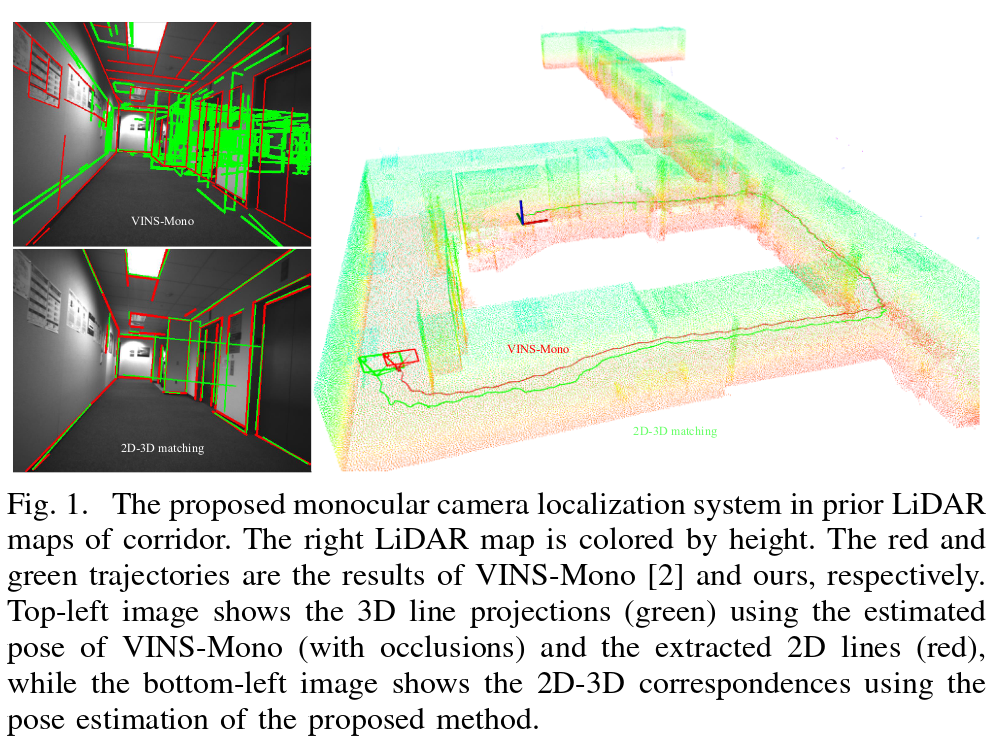 VINS-Mono
2D-3D matching
VINS-Mono
2D-3D matching
Fig. 1. The proposed monocular camera localization system in prior LiDAR
maps of corridor. The right LiDAR map is colored by height. The red and
green trajectories are the results of VINS-Mono [2] and ours, respectively.
Top-left image shows the 3D line projections (green) using the estimated
pose of VINS-Mono (with occlusions) and the extracted 2D lines (red),
while the bottom-left image shows the 2D-3D correspondences using the
pose estimation of the proposed method.